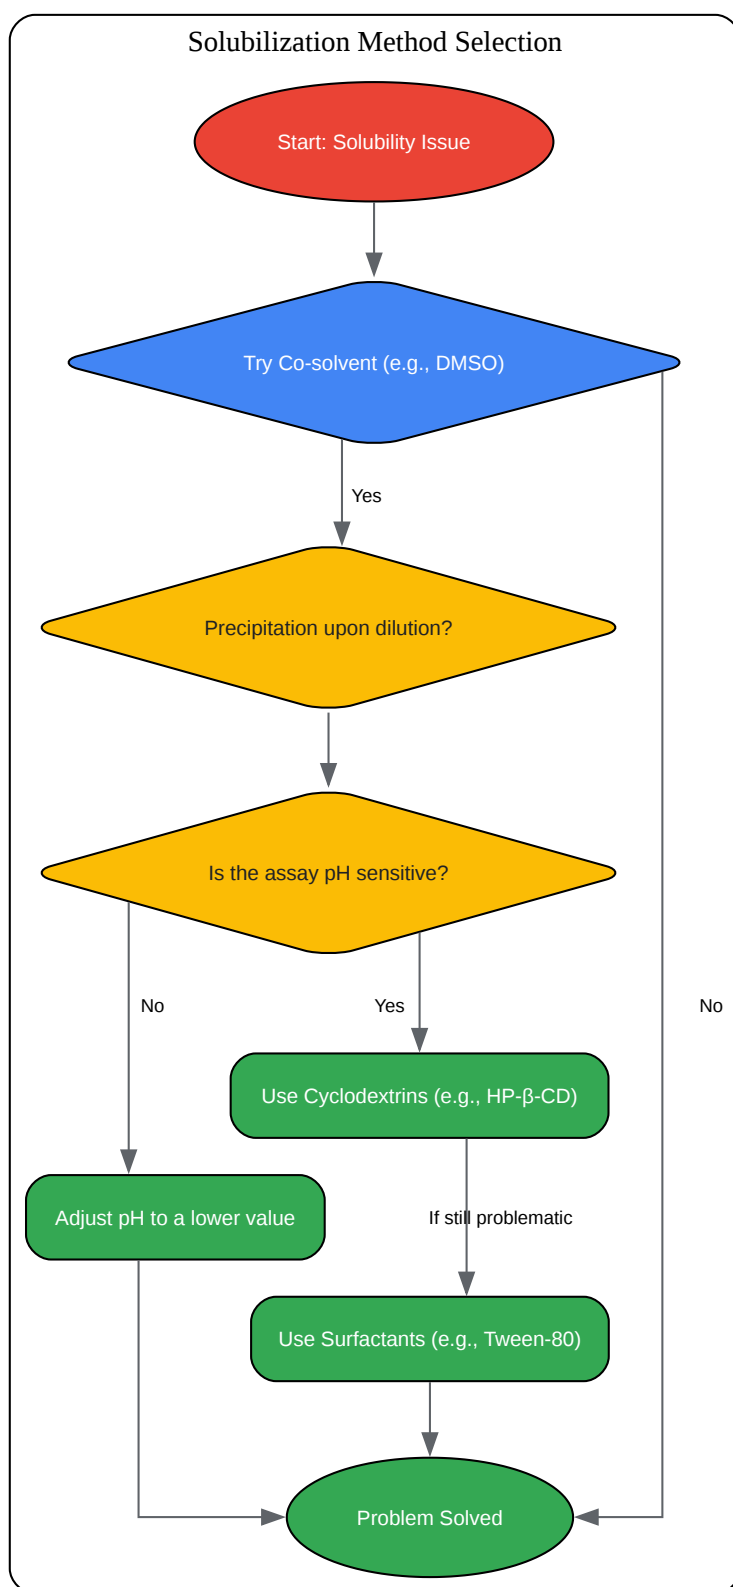 Solubilization Method Selection
Start: Solubility Issue
Try Co-solvent (e.g., DMSO)
Yes
Precipitation upon dilution?
Is the assay pH sensitive?
No
Yes
No
Use Cyclodextrins (e.g., HP-β-CD)
Adjust pH to a lower value
If still problematic
Use Surfactants (e.g., Tween-80)
Problem Solved